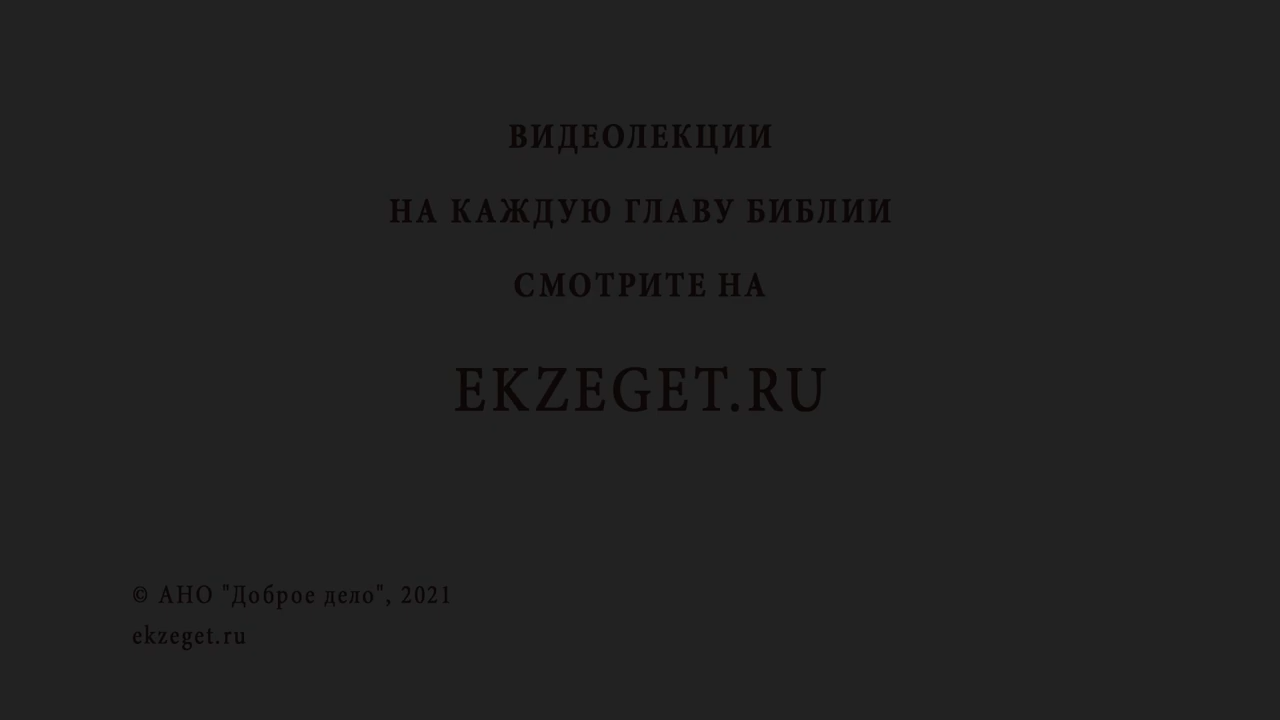 ВИДЕОЛЕКЦИИ
НА КАЖДУЮ ГЛАВУ БИБЛИИ
СМОТРИТЕ НА
EKZEGET.RU
© АНО "Доброе дело", 2021
ekzeget.ru